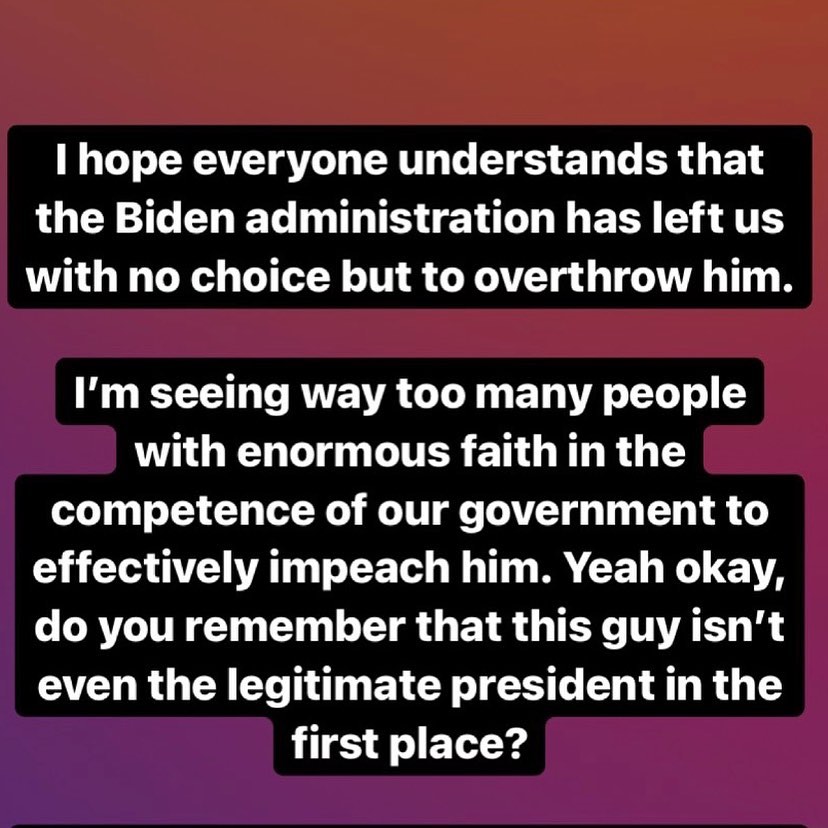 I hope everyone understands that
the Biden administration has left us
with no choice but to overthrow him.
I’m seeing way too many people
with enormous faith in the
competence of our government to
effectively impeach him. Yeah okay,
do you remember that this guy isn’t
even the legitimate president in the
first place?